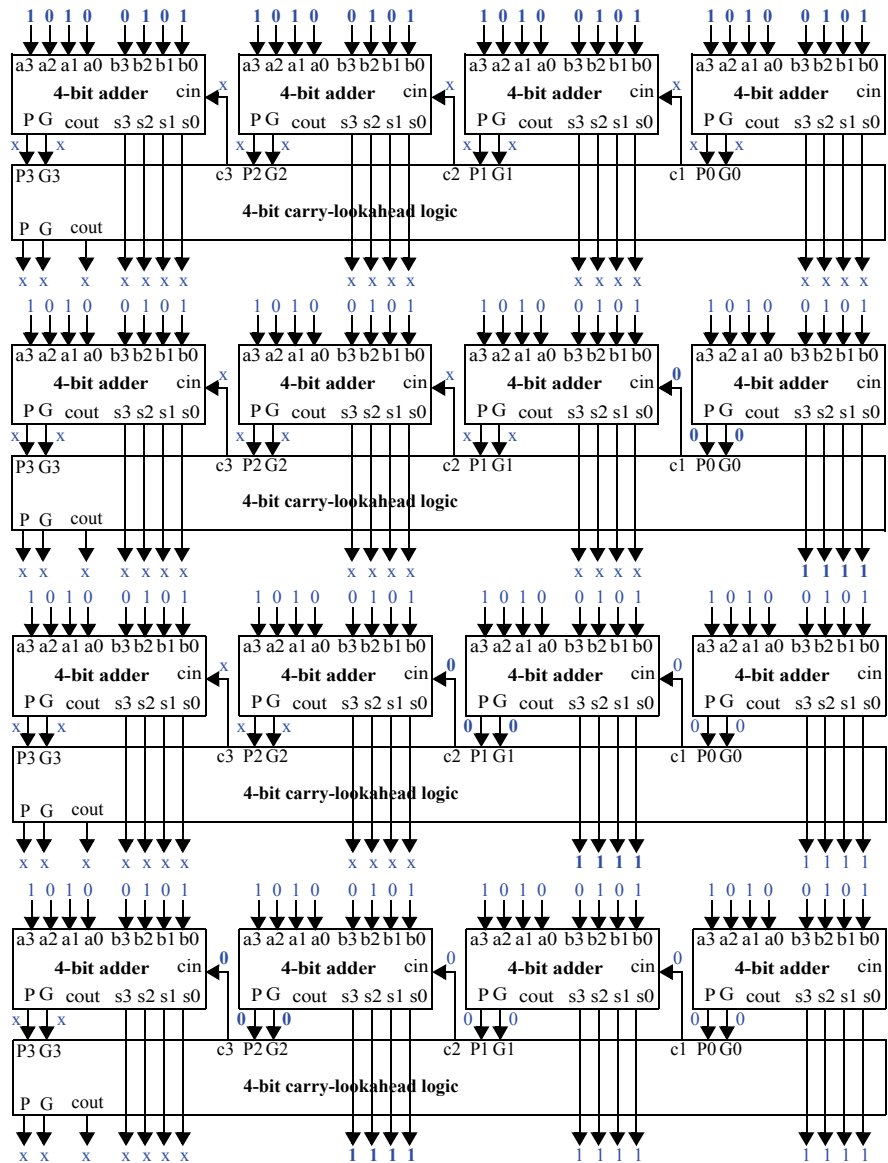 1 0 1 0 0 1 0 1 1 0 1 0 0 1 0 1 1 0 1 0 0 1 0 1 1 0 1 0 0 1 0 1
a3 a2 a1 a0 b3 b2 b1 b0 a3 a2 a1 a0 b3 b2 b1 b0 a3 a2 a1 a0 b3 b2 b1 b0 a3 a2 a1 a0 b3 b2 b1 b0
4-bit adder cin x 4-bit adder cin x 4-bit adder cin x 4-bit adder
P G cout s3 s2 s1 s0 P G cout s3 s2 s1 s0 P G cout s3 s2 s1 s0 P G cout s3 s2 s1 s0
x x x x x x x x
P3 G3 c3 P2 G2 c2 P1 G1 c1 P0 G0
4-bit carry-lookahead logic
P G cout
x x x x x x x x x x x x x x x x x x x
1 0 1 0 0 1 0 1 1 0 1 0 0 1 0 1 1 0 1 0 0 1 0 1 1 0 1 0 0 1 0 1
a3 a2 a1 a0 b3 b2 b1 b0 a3 a2 a1 a0 b3 b2 b1 b0 a3 a2 a1 a0 b3 b2 b1 b0 a3 a2 a1 a0 b3 b2 b1 b0
4-bit adder cin x 4-bit adder cin x 4-bit adder cin 0 4-bit adder
P G cout s3 s2 s1 s0 P G cout s3 s2 s1 s0 P G cout s3 s2 s1 s0 P G cout s3 s2 s1 s0
x x x x x x 0 0
P3 G3 c3 P2 G2 c2 P1 G1 c1 P0 G0
4-bit carry-lookahead logic
P G cout
x x x x x x x x x x x x x x x 1 1 1 1
1 0 1 0 0 1 0 1 1 0 1 0 0 1 0 1 1 0 1 0 0 1 0 1 1 0 1 0 0 1 0 1
a3 a2 a1 a0 b3 b2 b1 b0 a3 a2 a1 a0 b3 b2 b1 b0 a3 a2 a1 a0 b3 b2 b1 b0 a3 a2 a1 a0 b3 b2 b1 b0
4-bit adder cin x 4-bit adder cin 0 4-bit adder cin 0 4-bit adder
P G cout s3 s2 s1 s0 P G cout s3 s2 s1 s0 P G cout s3 s2 s1 s0 P G cout s3 s2 s1 s0
x x x x 0 0 0 0
P3 G3 c3 P2 G2 c2 P1 G1 c1 P0 G0
4-bit carry-lookahead logic
P G cout
x x x x x x x x x x x 1 1 1 1 1 1 1 1
1 0 1 0 0 1 0 1 1 0 1 0 0 1 0 1 1 0 1 0 0 1 0 1 1 0 1 0 0 1 0 1
a3 a2 a1 a0 b3 b2 b1 b0 a3 a2 a1 a0 b3 b2 b1 b0 a3 a2 a1 a0 b3 b2 b1 b0 a3 a2 a1 a0 b3 b2 b1 b0
4-bit adder cin 0 4-bit adder cin 0 4-bit adder cin 0 4-bit adder
P G cout s3 s2 s1 s0 P G cout s3 s2 s1 s0 P G cout s3 s2 s1 s0 P G cout s3 s2 s1 s0
x x 0 0 0 0 0 0
P3 G3 c3 P2 G2 c2 P1 G1 c1 P0 G0
4-bit carry-lookahead logic
P G cout
x x x x x x x 1 1 1 1 1 1 1 1 1 1 1 1